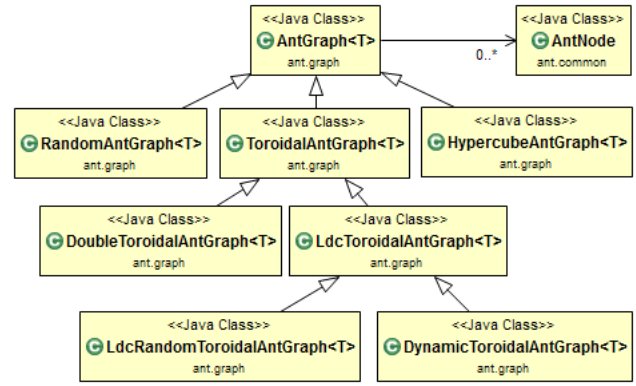 <<Java Class>>
AntGraph<T>
ant.graph
<<Java Class>>
AntNode
ant.common
0..*
<<Java Class>>
RandomAntGraph<T>
ant.graph
<<Java Class>>
ToroidalAntGraph<T>
ant.graph
<<Java Class>>
HypercubeAntGraph<T>
ant.graph
<<Java Class>>
DoubleToroidalAntGraph<T>
ant.graph
<<Java Class>>
LdcToroidalAntGraph<T>
ant.graph
<<Java Class>>
LdcRandomToroidalAntGraph<T>
ant.graph
<<Java Class>>
DynamicToroidalAntGraph<T>
ant.graph